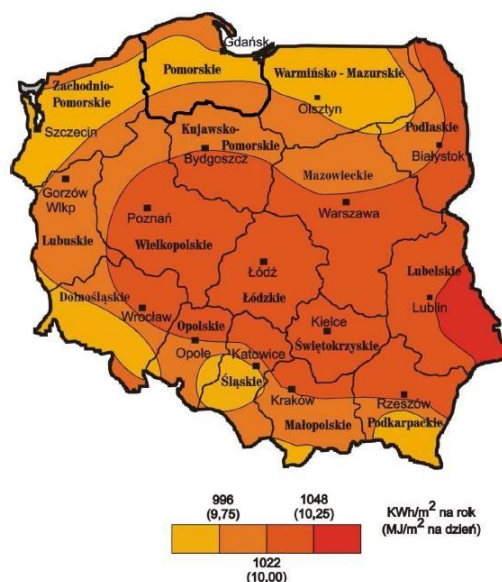 Gdańsk
Pomorskie
Warmińsko - Mazurskie
Zachodnio-
Pomorskie
Olsztyn
Szczecin
Podlaskie
Kujawsko-
Pomorskie
Bydgoszcz
Białystok
Gorzów
Wlkp
Mazowieckie
Poznań
Warszawa
Lubuskie
Wielkopolskie
Łódź
Łódzkie
Lubelskie
Lublin
Dolnośląskie
Wrocław
Opolskie
Opole
Kielce
Świętokrzyskie
Katowice
Śląskie
Kraków
Rzeszów
Małopolskie
Podkarpackie
996
(9,75)
1048
(10,25)
KWh/m² na rok
(MJ/m² na dzień)
1022
(10.00)